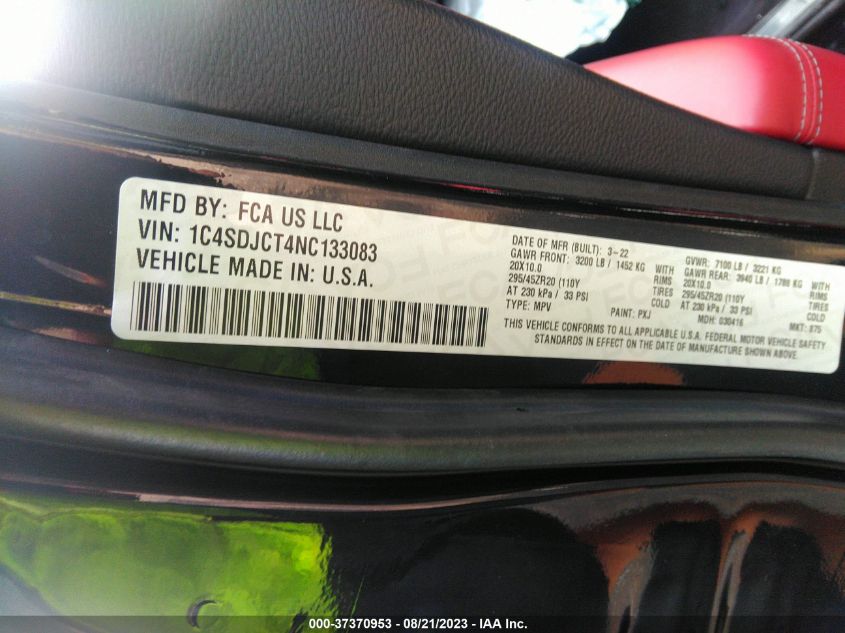 MFD BY: FCA US LLC
VIN: 1C4SDJCT4NC133083
VEHICLE MADE IN: U.S.A.
DATE OF MFR (BUILT): 3-22 GVWR: 7100 LB / 3221 KG
GAWR FRONT: 3200 LB / 1452 KG WITH GAWR REAR: 3940 LB / 1788 KG WITH
20X10.0 RIMS 20X10.0 RIMS
295/45ZR20 (110Y TIRES 295/45ZR20 (110Y TIRES
AT 230 kPa / 33 PSI COLD AT 230 kPa / 33 PSI COLD
TYPE: MPV PAINT: PXJ MDH: 030416 MKT: 875
THIS VEHICLE CONFORMS TO ALL APPLICABLE U.S.A. FEDERAL MOTOR VEHICLE SAFETY
STANDARDS IN EFFECT ON THE DATE OF MANUFACTURE SHOWN ABOVE.
000-37370953 - 08/21/2023 - IAA Inc.